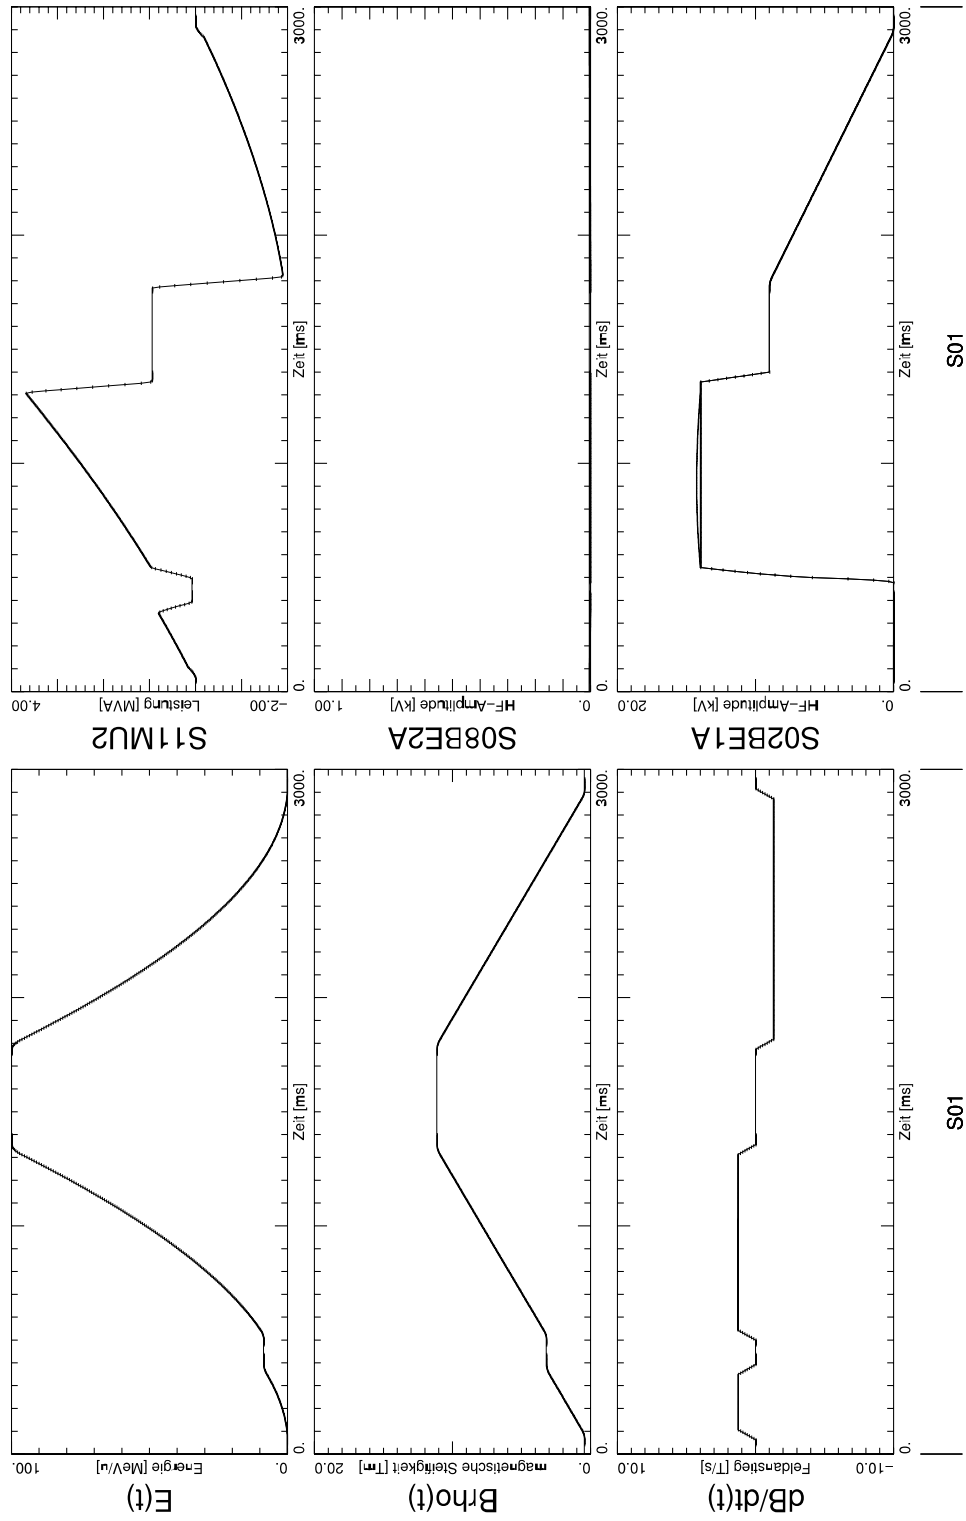 E(t)
Energie [MeV/u]
100.
0.
0.
Zeit [ms]
3000.
Brho(t)
magnetische Steifigkeit [Tm]
20.0
0.
0.
Zeit [ms]
3000.
dB/dt(t)
Feldanstieg [T/s]
10.0
-10.0
0.
Zeit [ms]
3000.
S01
S11MU2
Leistung [MVA]
4.00
-2.00
0.
Zeit [ms]
3000.
S08BE2A
HF-Amplitude [kV]
1.00
0.
0.
Zeit [ms]
3000.
S02BE1A
HF-Amplitude [kV]
20.0
0.
0.
Zeit [ms]
3000.
S01